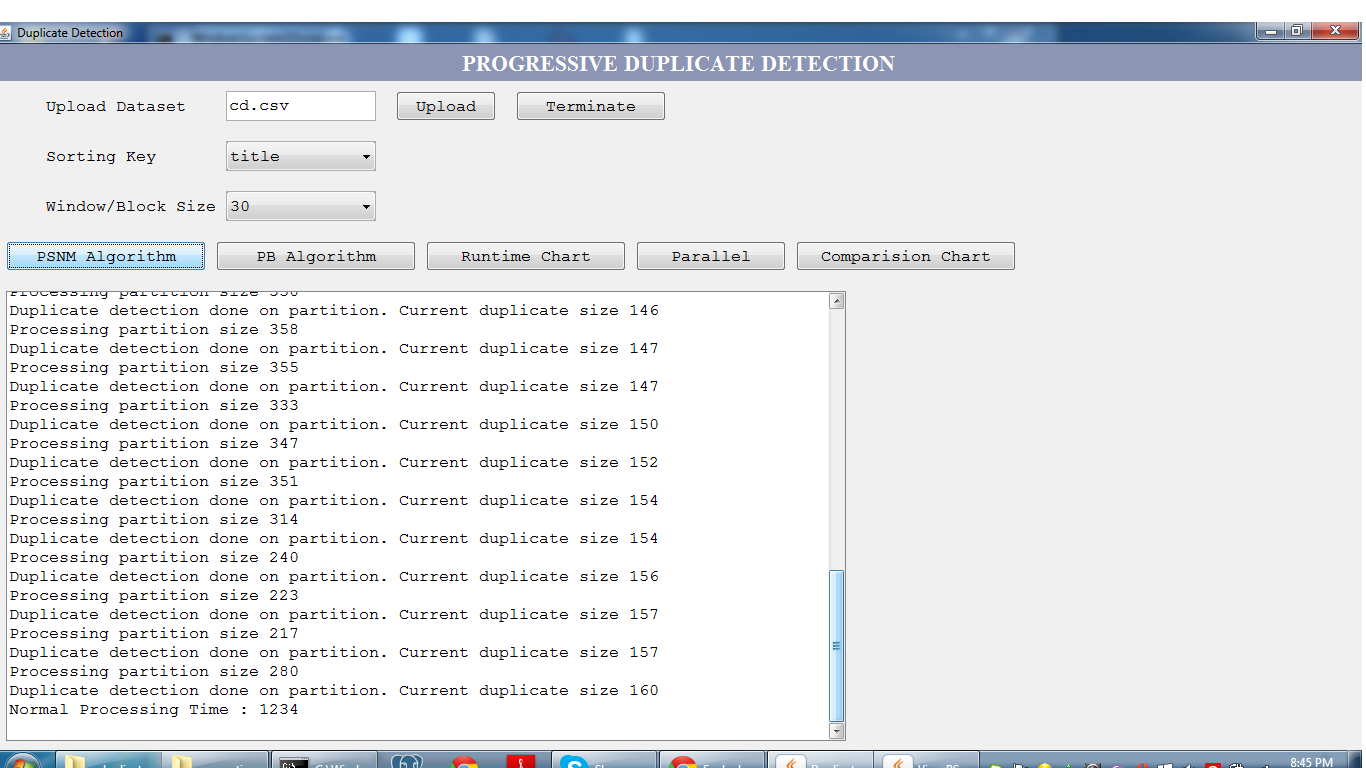 Duplicate Detection
PROGRESSIVE DUPLICATE DETECTION
Upload Dataset cd.csv Upload Terminate
Sorting Key title
Window/Block Size 30
PSNM Algorithm PB Algorithm Runtime Chart Parallel Comparision Chart
Processing partition size
Duplicate detection done on partition. Current duplicate size 146
Processing partition size 358
Duplicate detection done on partition. Current duplicate size 147
Processing partition size 355
Duplicate detection done on partition. Current duplicate size 147
Processing partition size 333
Duplicate detection done on partition. Current duplicate size 150
Processing partition size 347
Duplicate detection done on partition. Current duplicate size 152
Processing partition size 351
Duplicate detection done on partition. Current duplicate size 154
Processing partition size 314
Duplicate detection done on partition. Current duplicate size 154
Processing partition size 240
Duplicate detection done on partition. Current duplicate size 156
Processing partition size 223
Duplicate detection done on partition. Current duplicate size 157
Processing partition size 217
Duplicate detection done on partition. Current duplicate size 157
Processing partition size 280
Duplicate detection done on partition. Current duplicate size 160
Normal Processing Time : 1234
8:45 PM